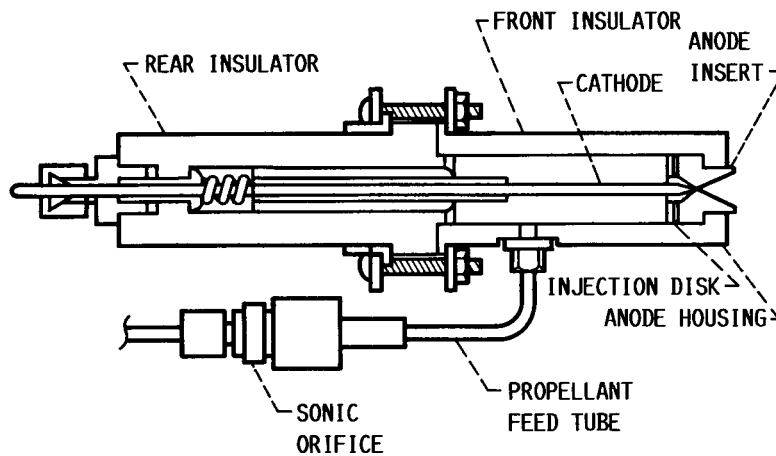 FRONT INSULATOR
ANODE
INSERT
REAR INSULATOR
CATHODE
INJECTION DISK
ANODE HOUSING
PROPELLANT
FEED TUBE
SONIC
ORIFICE